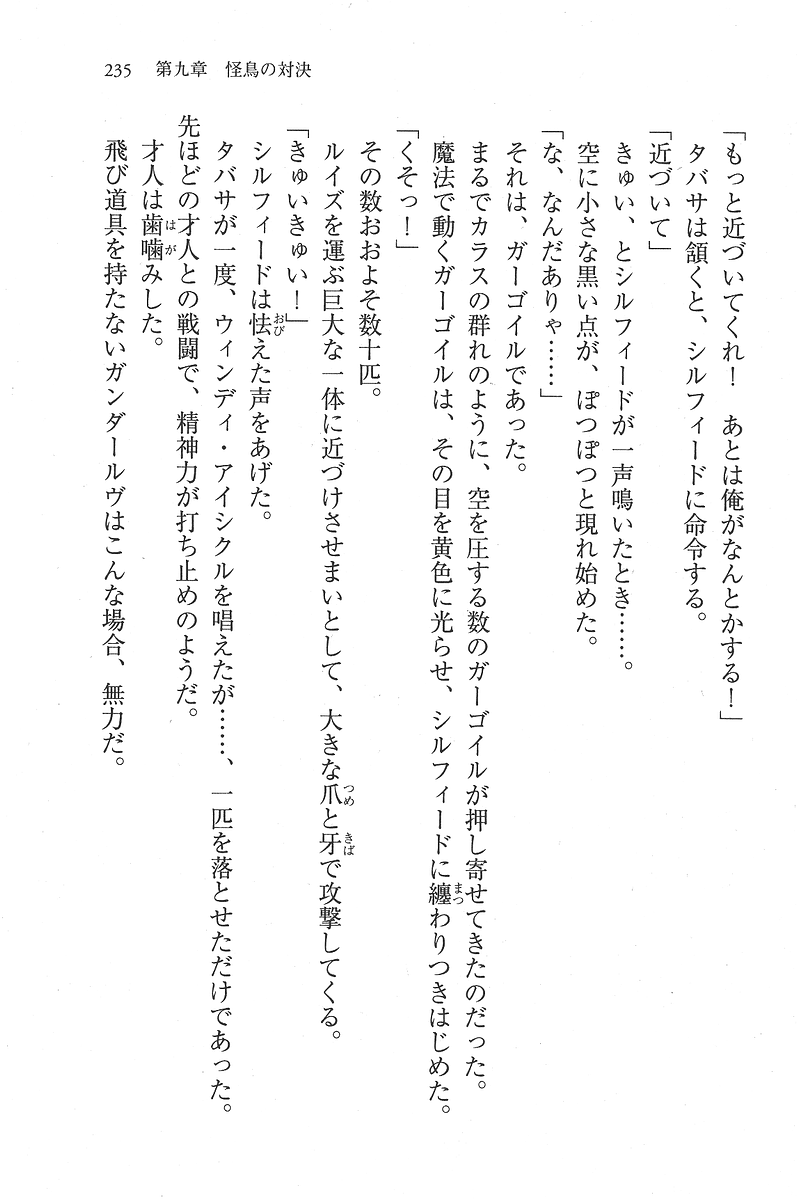 235　第九章　怪鳥の対決
「もっと近づいてくれ！　あとは俺がなんとかする！」
タバサは頷くと、シルフィードに命令する。
「近づいて」
きゅい、とシルフィードが一声鳴いたとき……。
空に小さな黒い点が、ぽつぽつと現れ始めた。
「な、なんだありゃ……」
それは、ガーゴイルであった。
まるでカラスの群れのように、空を圧する数のガーゴイルが押し寄せてきたのだった。
魔法で動くガーゴイルは、その目を黄色に光らせ、シルフィードに纏わりつきはじめた。
「くそっ！」
その数おおよそ数十匹。
ルイズを運ぶ巨大な一体に近づけさせまいとして、大きな爪と牙で攻撃してくる。
「きゅいきゅい！」
シルフィードは怯えた声をあげた。
タバサが一度、ウィンディ・アイシクルを唱えたが……、一匹を落とせただけであった。
先ほどの才人との戦闘で、精神力が打ち止めのようだ。
才人は歯噛みした。
飛び道具を持たないガンダールヴはこんな場合、無力だ。